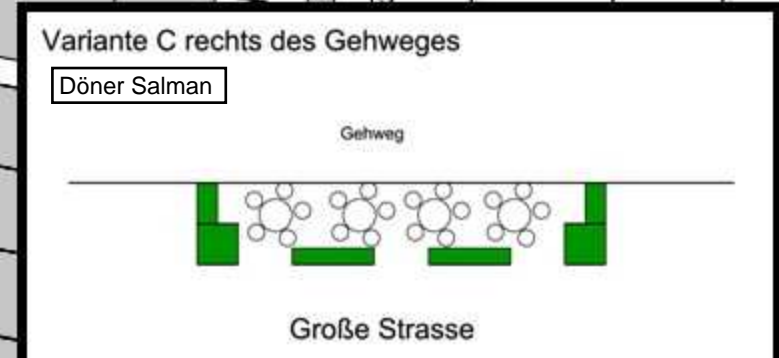 Variante C rechts des Gehweges
Döner Salman
Gehweg
Große Strasse